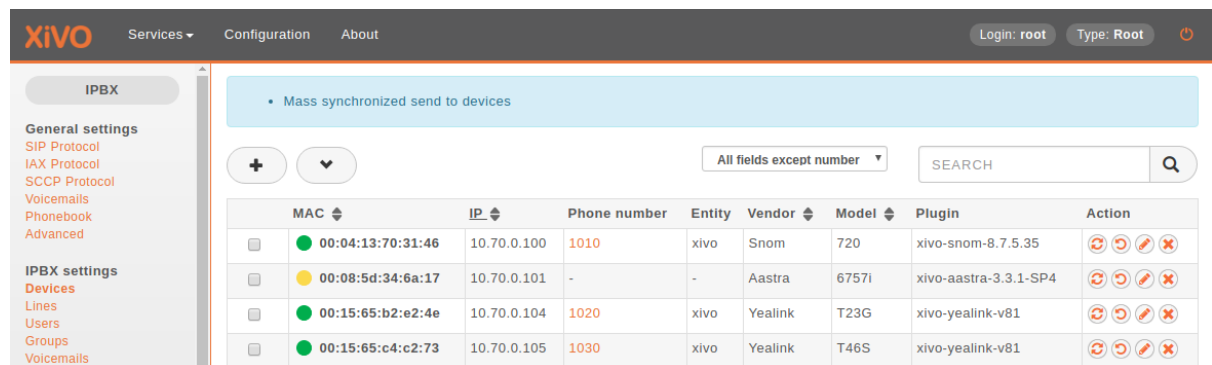 XiVO Services Configuration About Login: root Type: Root
IPBX
General settings
SIP Protocol
IAX Protocol
SCCP Protocol
Voicemails
Phonebook
Advanced
IPBX settings
Devices
Lines
Users
Groups
Voicemails
Mass synchronized send to devices
All fields except number SEARCH
MAC IP Phone number Entity Vendor Model Plugin Action
00:04:13:70:31:46 10.70.0.100 1010 xivo Snom 720 xivo-snom-8.7.5.35
00:08:5d:34:6a:17 10.70.0.101 - - Aastra 6757i xivo-aastra-3.3.1-SP4
00:15:65:b2:e2:4e 10.70.0.104 1020 xivo Yealink T23G xivo-yealink-v81
00:15:65:c4:c2:73 10.70.0.105 1030 xivo Yealink T46S xivo-yealink-v81